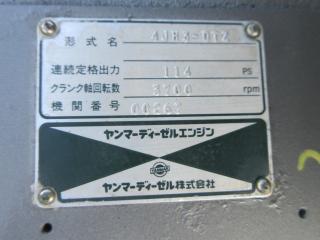 形式名 4JH3-DTZ
連続定格出力 114 PS
クランク軸回転数 3700 rpm
機関番号
ヤンマーディーゼルエンジン
ヤンマーディーゼル株式会社